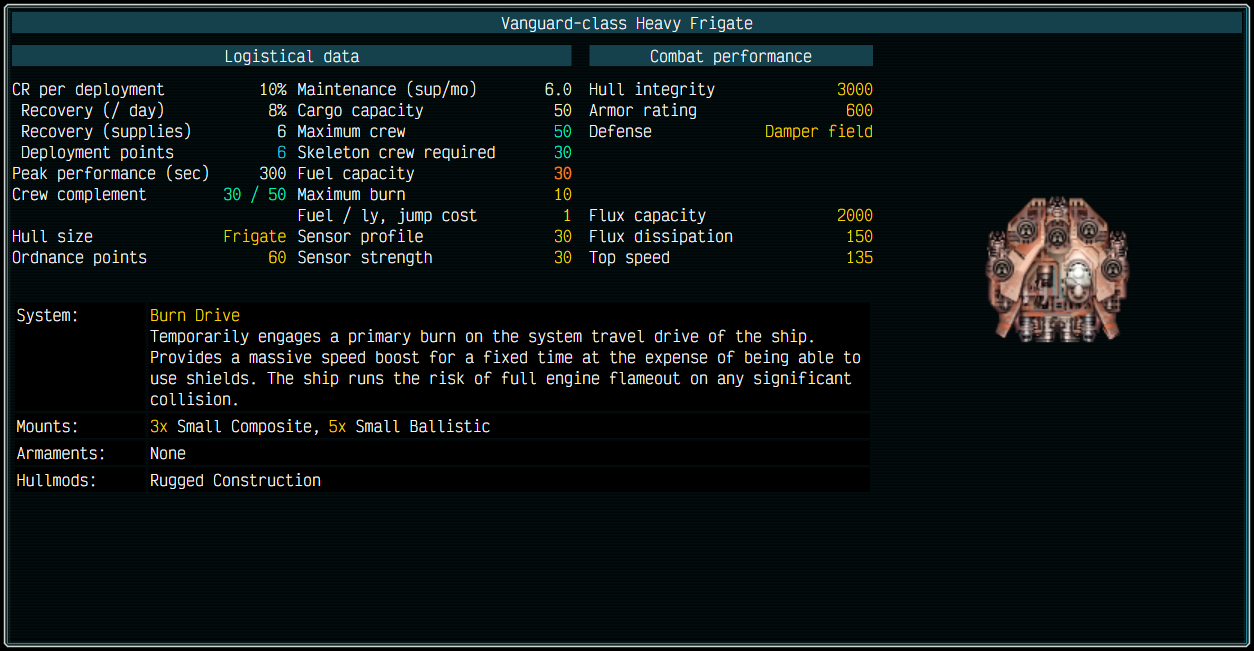 Vanguard-class Heavy Frigate
Logistical data Combat performance
CR per deployment 10% Maintenance (sup/mo) 6.0 Hull integrity 3000
Recovery (/ day) 8% Cargo capacity 50 Armor rating 600
Recovery (supplies) 6 Maximum crew 50 Defense Damper field
Deployment points 6 Skeleton crew required 30
Peak performance (sec) 300 Fuel capacity 30
Crew complement 30 / 50 Maximum burn 10
Fuel / ly, jump cost 1 Flux capacity 2000
Hull size Frigate Sensor profile 30 Flux dissipation 150
Ordnance points 60 Sensor strength 30 Top speed 135
System: Burn Drive
Temporarily engages a primary burn on the system travel drive of the ship.
Provides a massive speed boost for a fixed time at the expense of being able to
use shields. The ship runs the risk of full engine flameout on any significant
collision.
Mounts: 3x Small Composite, 5x Small Ballistic
Armaments: None
Hullmods: Rugged Construction